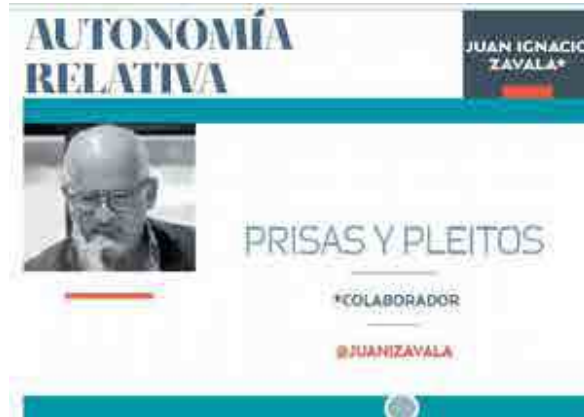 AUTONOMÍA
RELATIVA
JUAN IGNACIO
ZAVALA*
PRISAS Y PLEITOS
*COLABORADOR
@JUANIZAVALA